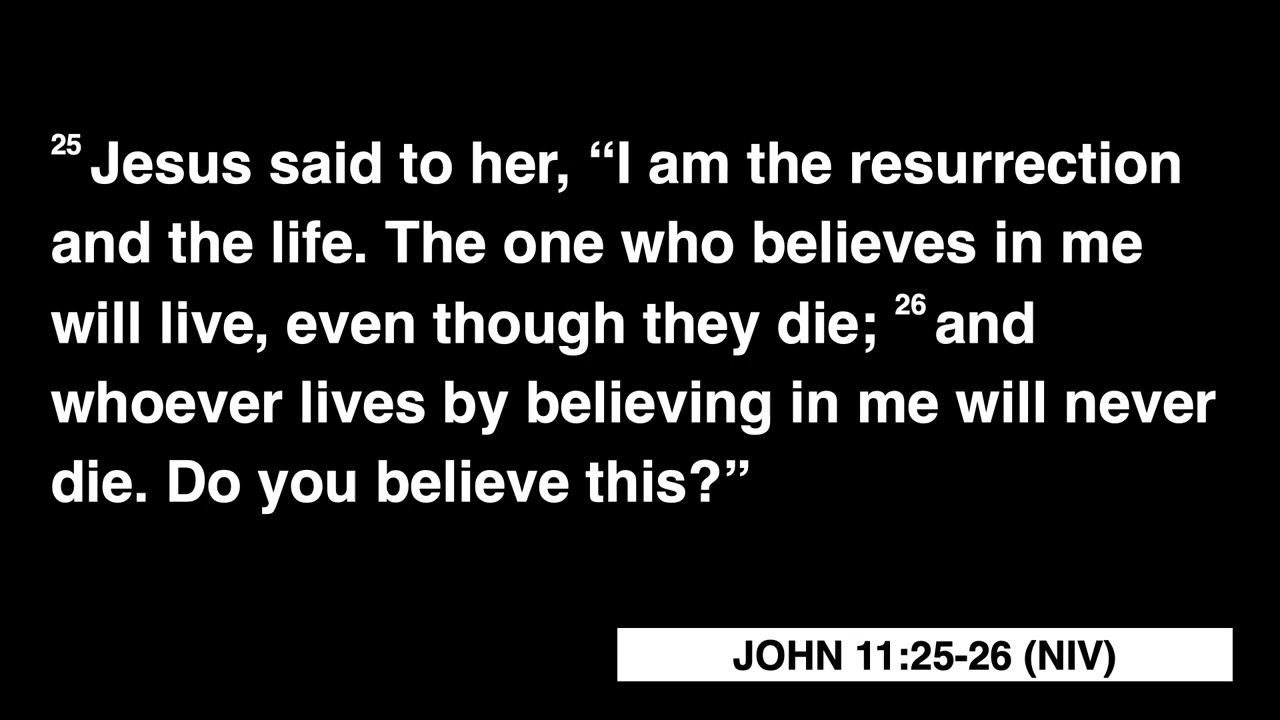 25 Jesus said to her, “I am the resurrection
and the life. The one who believes in me
will live, even though they die; 26 and
whoever lives by believing in me will never
die. Do you believe this?”
JOHN 11:25-26 (NIV)